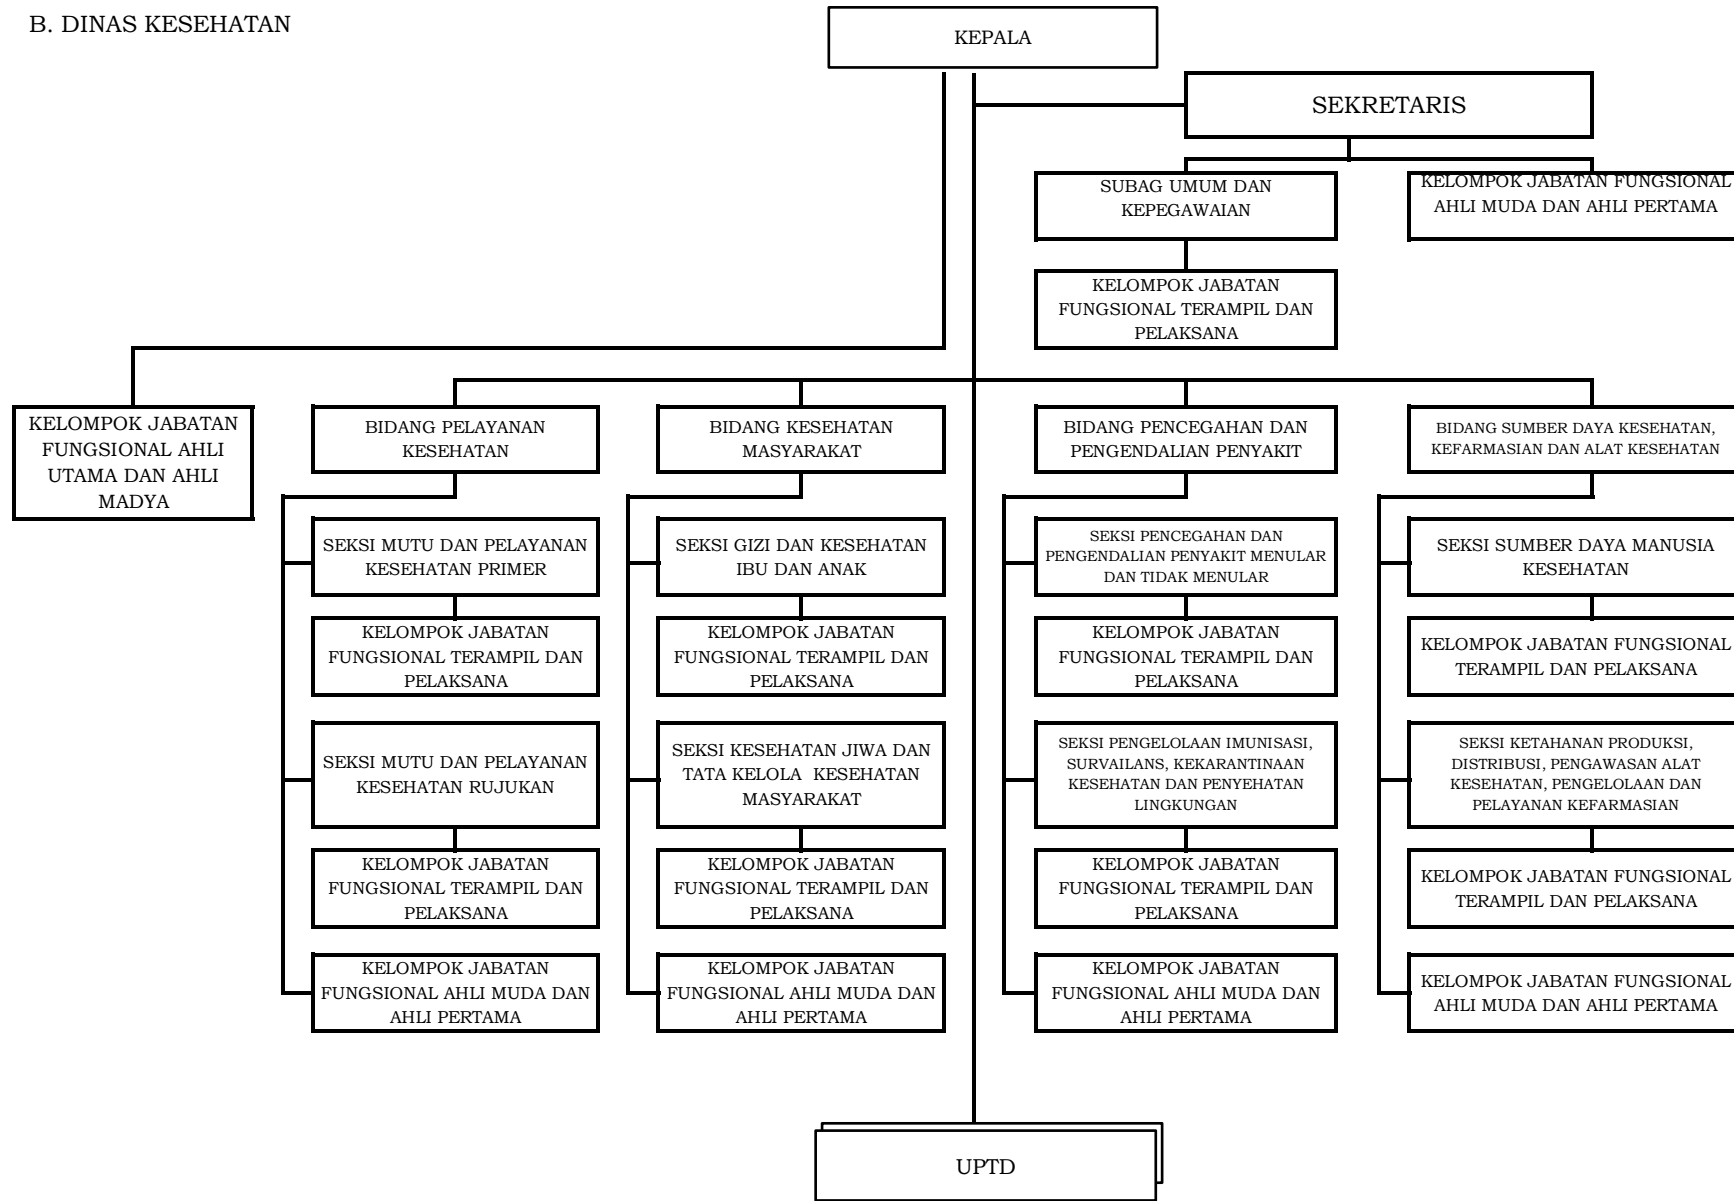 B. DINAS KESEHATAN
KEPALA
SEKRETARIS
SUBAG UMUM DAN
KEPEGAWAIAN
KELOMPOK JABATAN FUNGSIONAL
AHLI MUDA DAN AHLI PERTAMA
KELOMPOK JABATAN
FUNGSIONAL TERAMPIL DAN
PELAKSANA
KELOMPOK JABATAN
FUNGSIONAL AHLI
UTAMA DAN AHLI
MADYA
BIDANG PELAYANAN
KESEHATAN
SEKSI MUTU DAN PELAYANAN
KESEHATAN PRIMER
KELOMPOK JABATAN
FUNGSIONAL TERAMPIL DAN
PELAKSANA
SEKSI MUTU DAN PELAYANAN
KESEHATAN RUJUKAN
KELOMPOK JABATAN
FUNGSIONAL TERAMPIL DAN
PELAKSANA
KELOMPOK JABATAN
FUNGSIONAL AHLI MUDA DAN
AHLI PERTAMA
BIDANG KESEHATAN
MASYARAKAT
SEKSI GIZI DAN KESEHATAN
IBU DAN ANAK
KELOMPOK JABATAN
FUNGSIONAL TERAMPIL DAN
PELAKSANA
SEKSI KESEHATAN JIWA DAN
TATA KELOLA KESEHATAN
MASYARAKAT
KELOMPOK JABATAN
FUNGSIONAL TERAMPIL DAN
PELAKSANA
KELOMPOK JABATAN
FUNGSIONAL AHLI MUDA DAN
AHLI PERTAMA
BIDANG PENCEGAHAN DAN
PENGENDALIAN PENYAKIT
SEKSI PENCEGAHAN DAN
PENGENDALIAN PENYAKIT MENULAR
DAN TIDAK MENULAR
KELOMPOK JABATAN
FUNGSIONAL TERAMPIL DAN
PELAKSANA
SEKSI PENGELOLAAN IMUNISASI,
SURVAILANS, KEKARANTINAAN
KESEHATAN DAN PENYEHATAN
LINGKUNGAN
KELOMPOK JABATAN
FUNGSIONAL TERAMPIL DAN
PELAKSANA
KELOMPOK JABATAN
FUNGSIONAL AHLI MUDA DAN
AHLI PERTAMA
BIDANG SUMBER DAYA KESEHATAN,
KEFARMASIAN DAN ALAT KESEHATAN
SEKSI SUMBER DAYA MANUSIA
KESEHATAN
KELOMPOK JABATAN FUNGSIONAL
TERAMPIL DAN PELAKSANA
SEKSI KETAHANAN PRODUKSI,
DISTRIBUSI, PENGAWASAN ALAT
KESEHATAN, PENGELOLAAN DAN
PELAYANAN KEFARMASIAN
KELOMPOK JABATAN FUNGSIONAL
TERAMPIL DAN PELAKSANA
KELOMPOK JABATAN FUNGSIONAL
AHLI MUDA DAN AHLI PERTAMA
UPTD